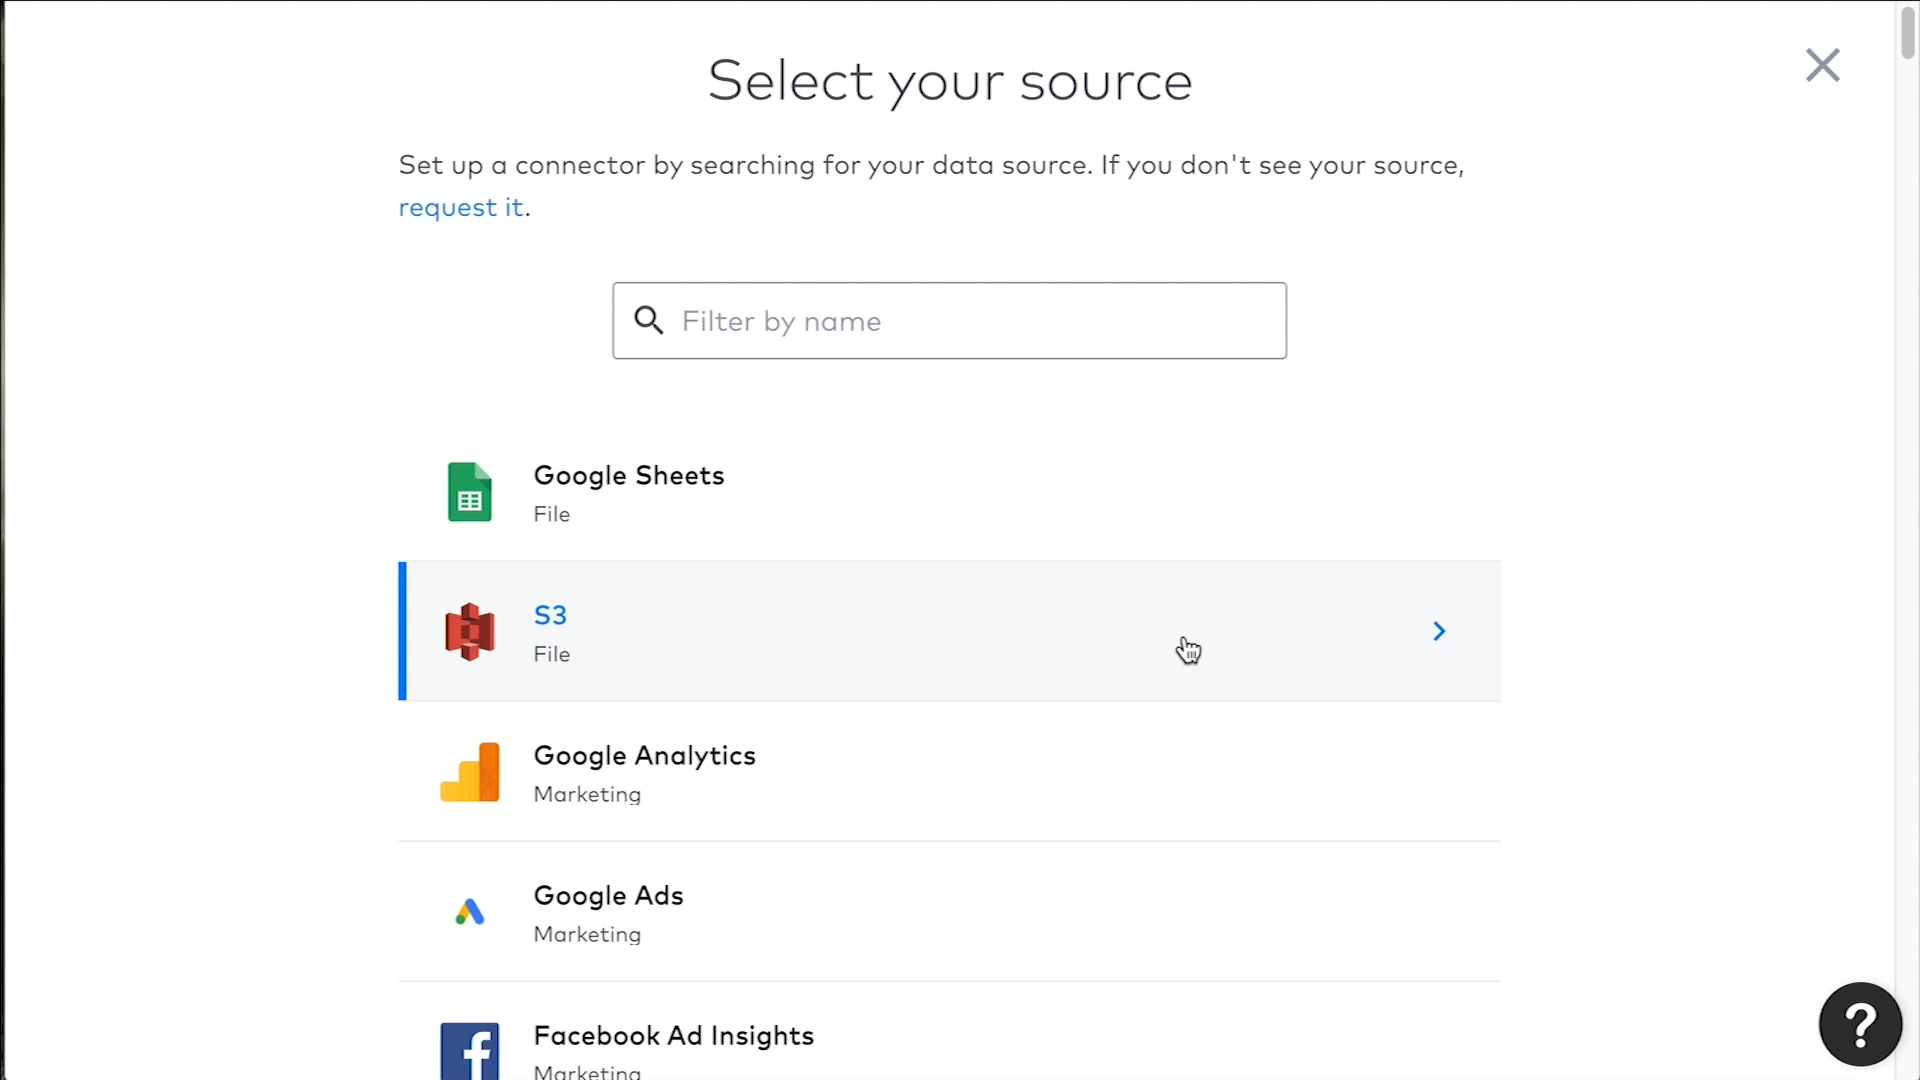 Select your source
Set up a connector by searching for your data source. If you don't see your source,
request it.
Filter by name
Google Sheets
File
S3
File
Google Analytics
Marketing
Google Ads
Marketing
Facebook Ad Insights
Marketing
?